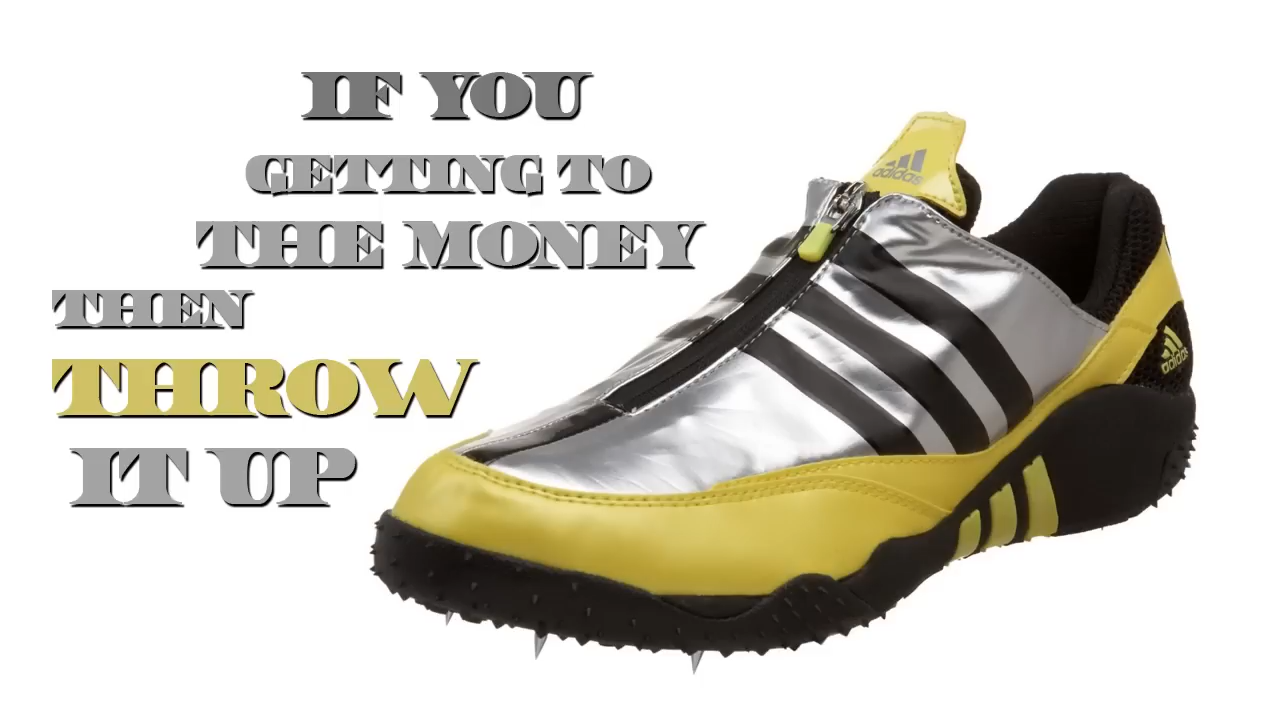 IF YOU
GETTING TO
THE MONEY
THEN
THROW
IT UP
adidas
adidas